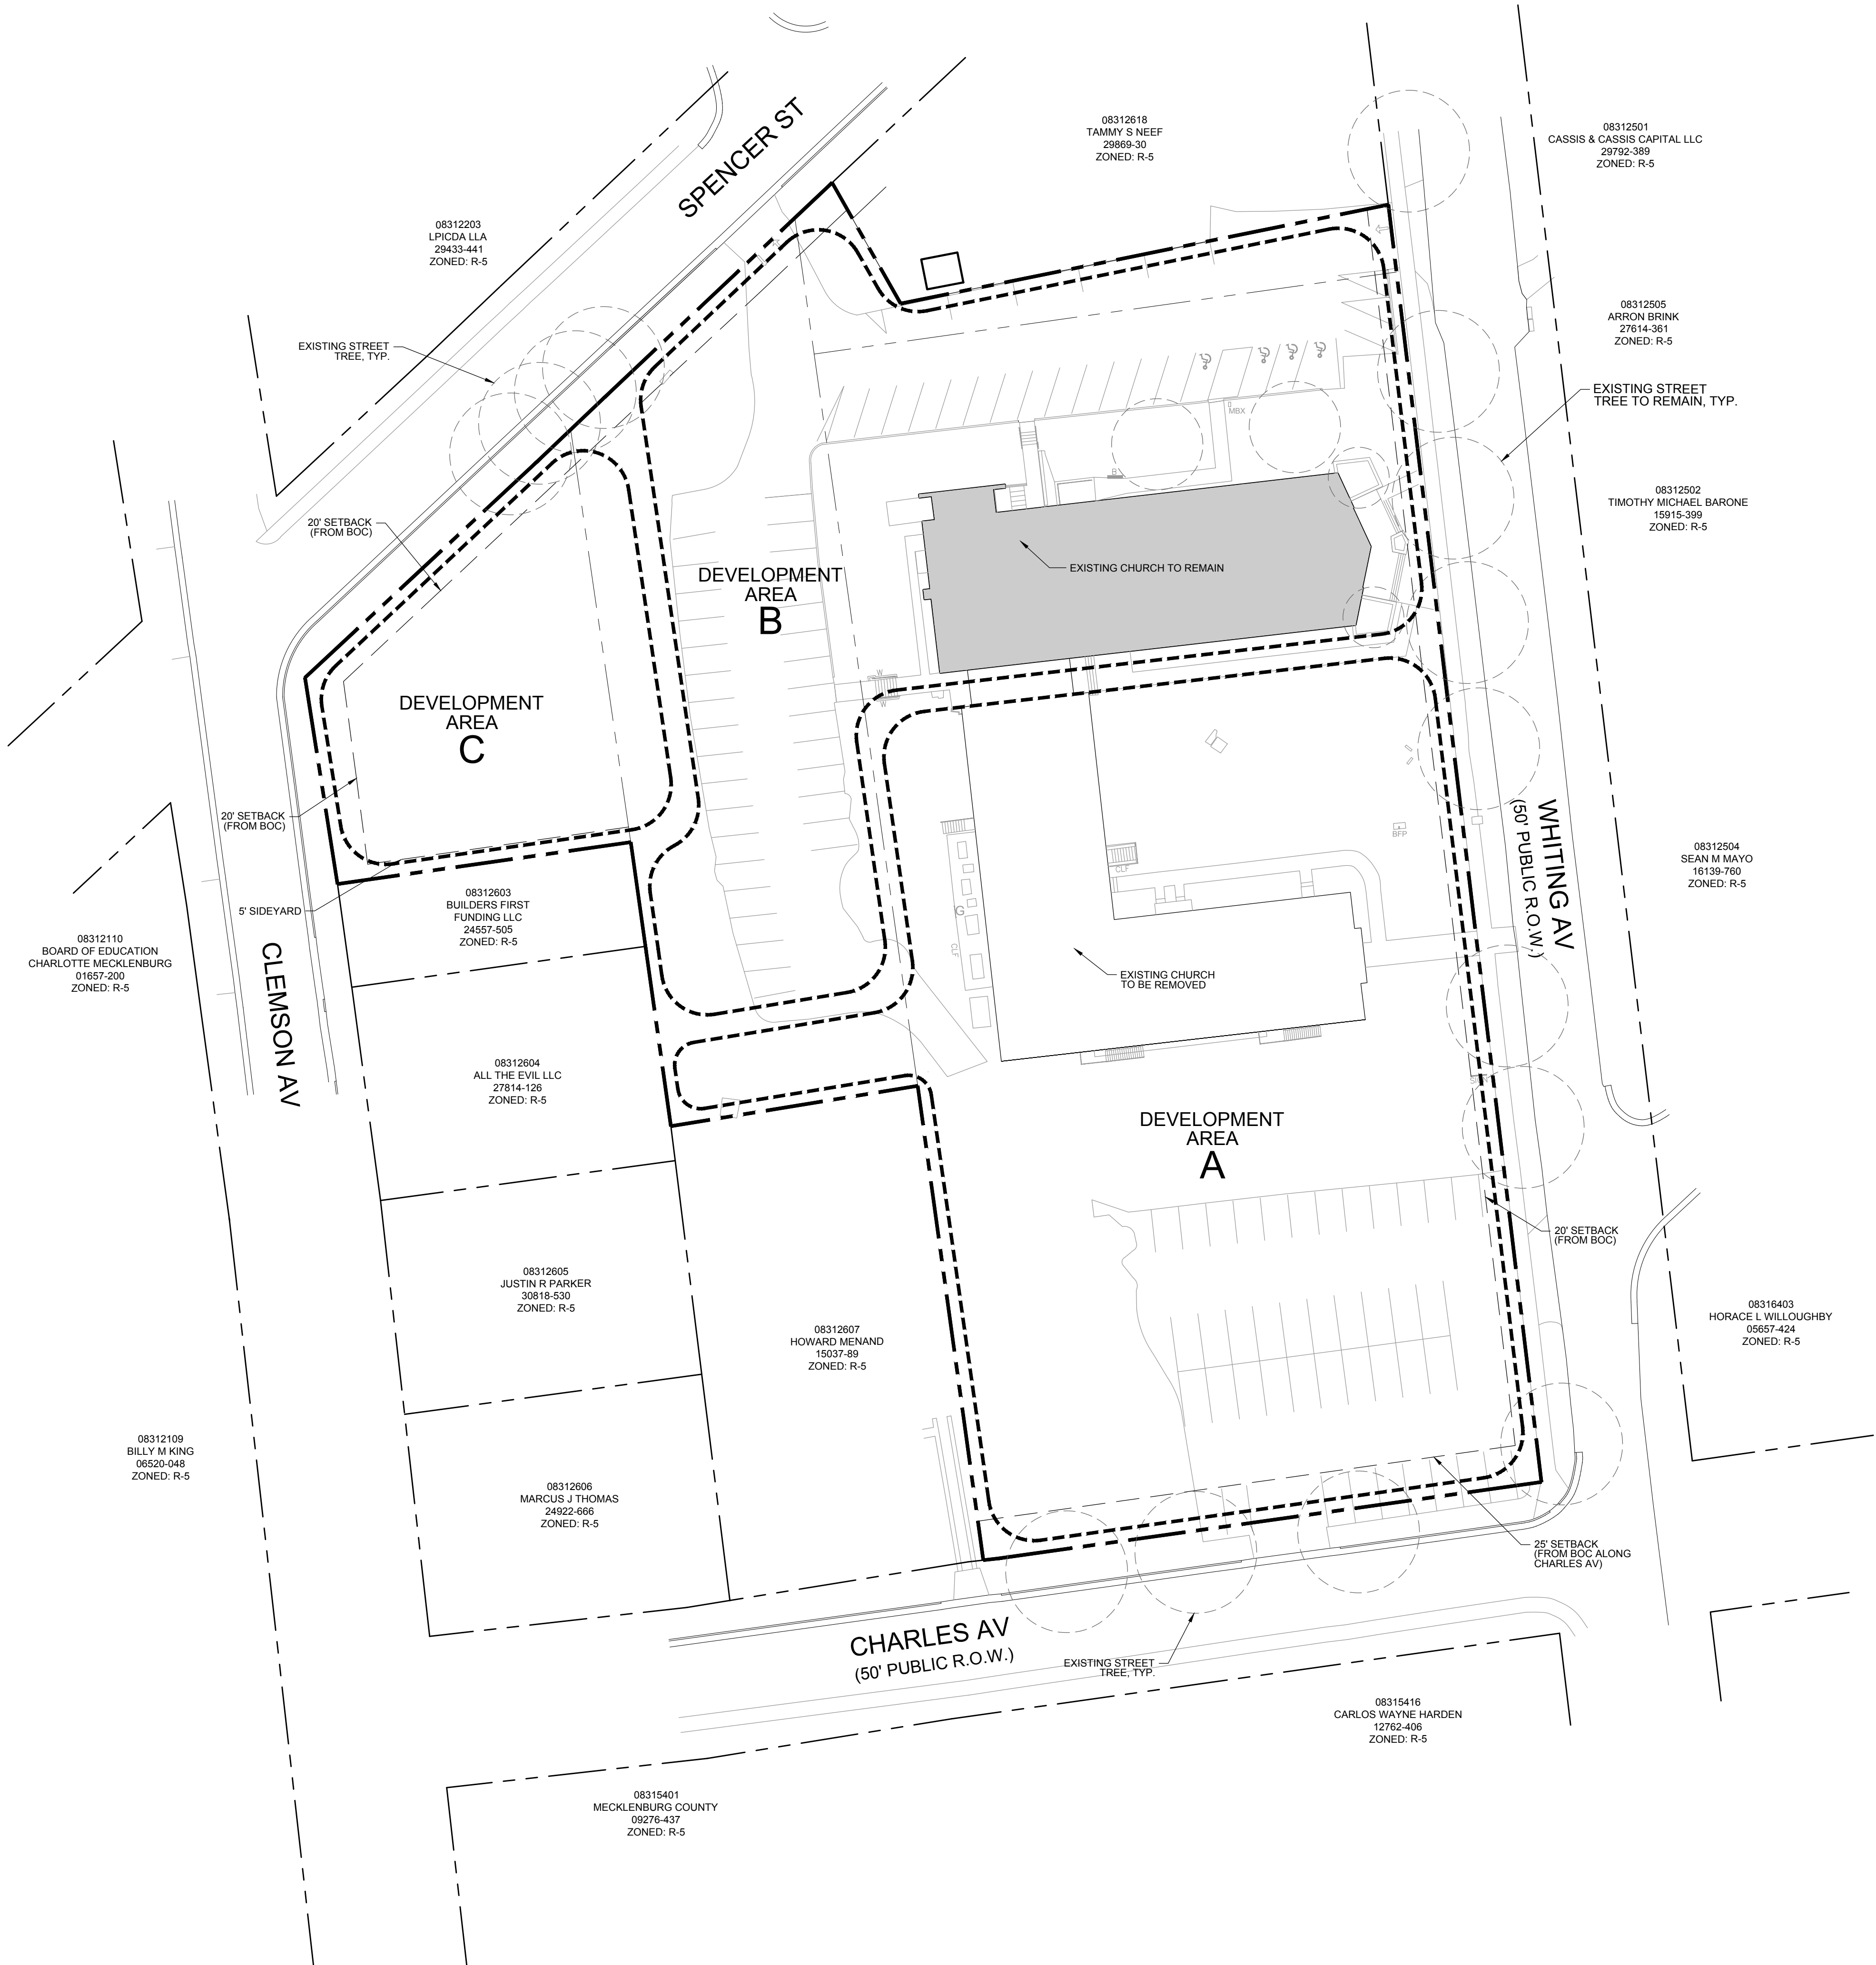 SPENCER ST
08312618
TAMMY S NEEF
29869-30
ZONED: R-5
08312501
CASSIS & CASSIS CAPITAL LLC
29792-389
ZONED: R-5
08312203
LPICDA LLA
29433-441
ZONED: R-5
08312505
ARRON BRINK
27614-361
ZONED: R-5
EXISTING STREET
TREE, TYP.
EXISTING STREET
TREE TO REMAIN, TYP.
MBX
B
08312502
TIMOTHY MICHAEL BARONE
15915-399
ZONED: R-5
20' SETBACK
(FROM BOC)
EXISTING CHURCH TO REMAIN
DEVELOPMENT
AREA
B
W
W
DEVELOPMENT
AREA
C
20' SETBACK
(FROM BOC)
WHITING AV
(50' PUBLIC R.O.W.)
BFP
CLF
08312504
SEAN M MAYO
16139-760
ZONED: R-5
5' SIDEYARD
08312603
BUILDERS FIRST
FUNDING LLC
24557-505
ZONED: R-5
G
CLF
08312110
BOARD OF EDUCATION
CHARLOTTE MECKLENBURG
01657-200
ZONED: R-5
CLEMSON AV
EXISTING CHURCH
TO BE REMOVED
08312604
ALL THE EVIL LLC
27814-126
ZONED: R-5
DEVELOPMENT
AREA
A
20' SETBACK
(FROM BOC)
08312605
JUSTIN R PARKER
30818-530
ZONED: R-5
08312607
HOWARD MENAND
15037-89
ZONED: R-5
08316403
HORACE L WILLOUGHBY
05657-424
ZONED: R-5
08312109
BILLY M KING
06520-048
ZONED: R-5
08312606
MARCUS J THOMAS
24922-666
ZONED: R-5
25' SETBACK
(FROM BOC ALONG
CHARLES AV)
CHARLES AV
(50' PUBLIC R.O.W.)
EXISTING STREET
TREE, TYP.
08315416
CARLOS WAYNE HARDEN
12762-406
ZONED: R-5
08315401
MECKLENBURG COUNTY
09276-437
ZONED: R-5